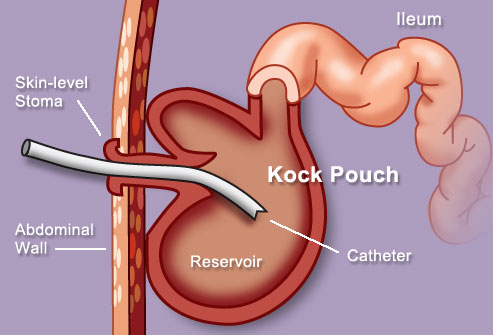 Ileum
Skin-level
Stoma
Kock Pouch
Abdominal
Wall
Reservoir
Catheter